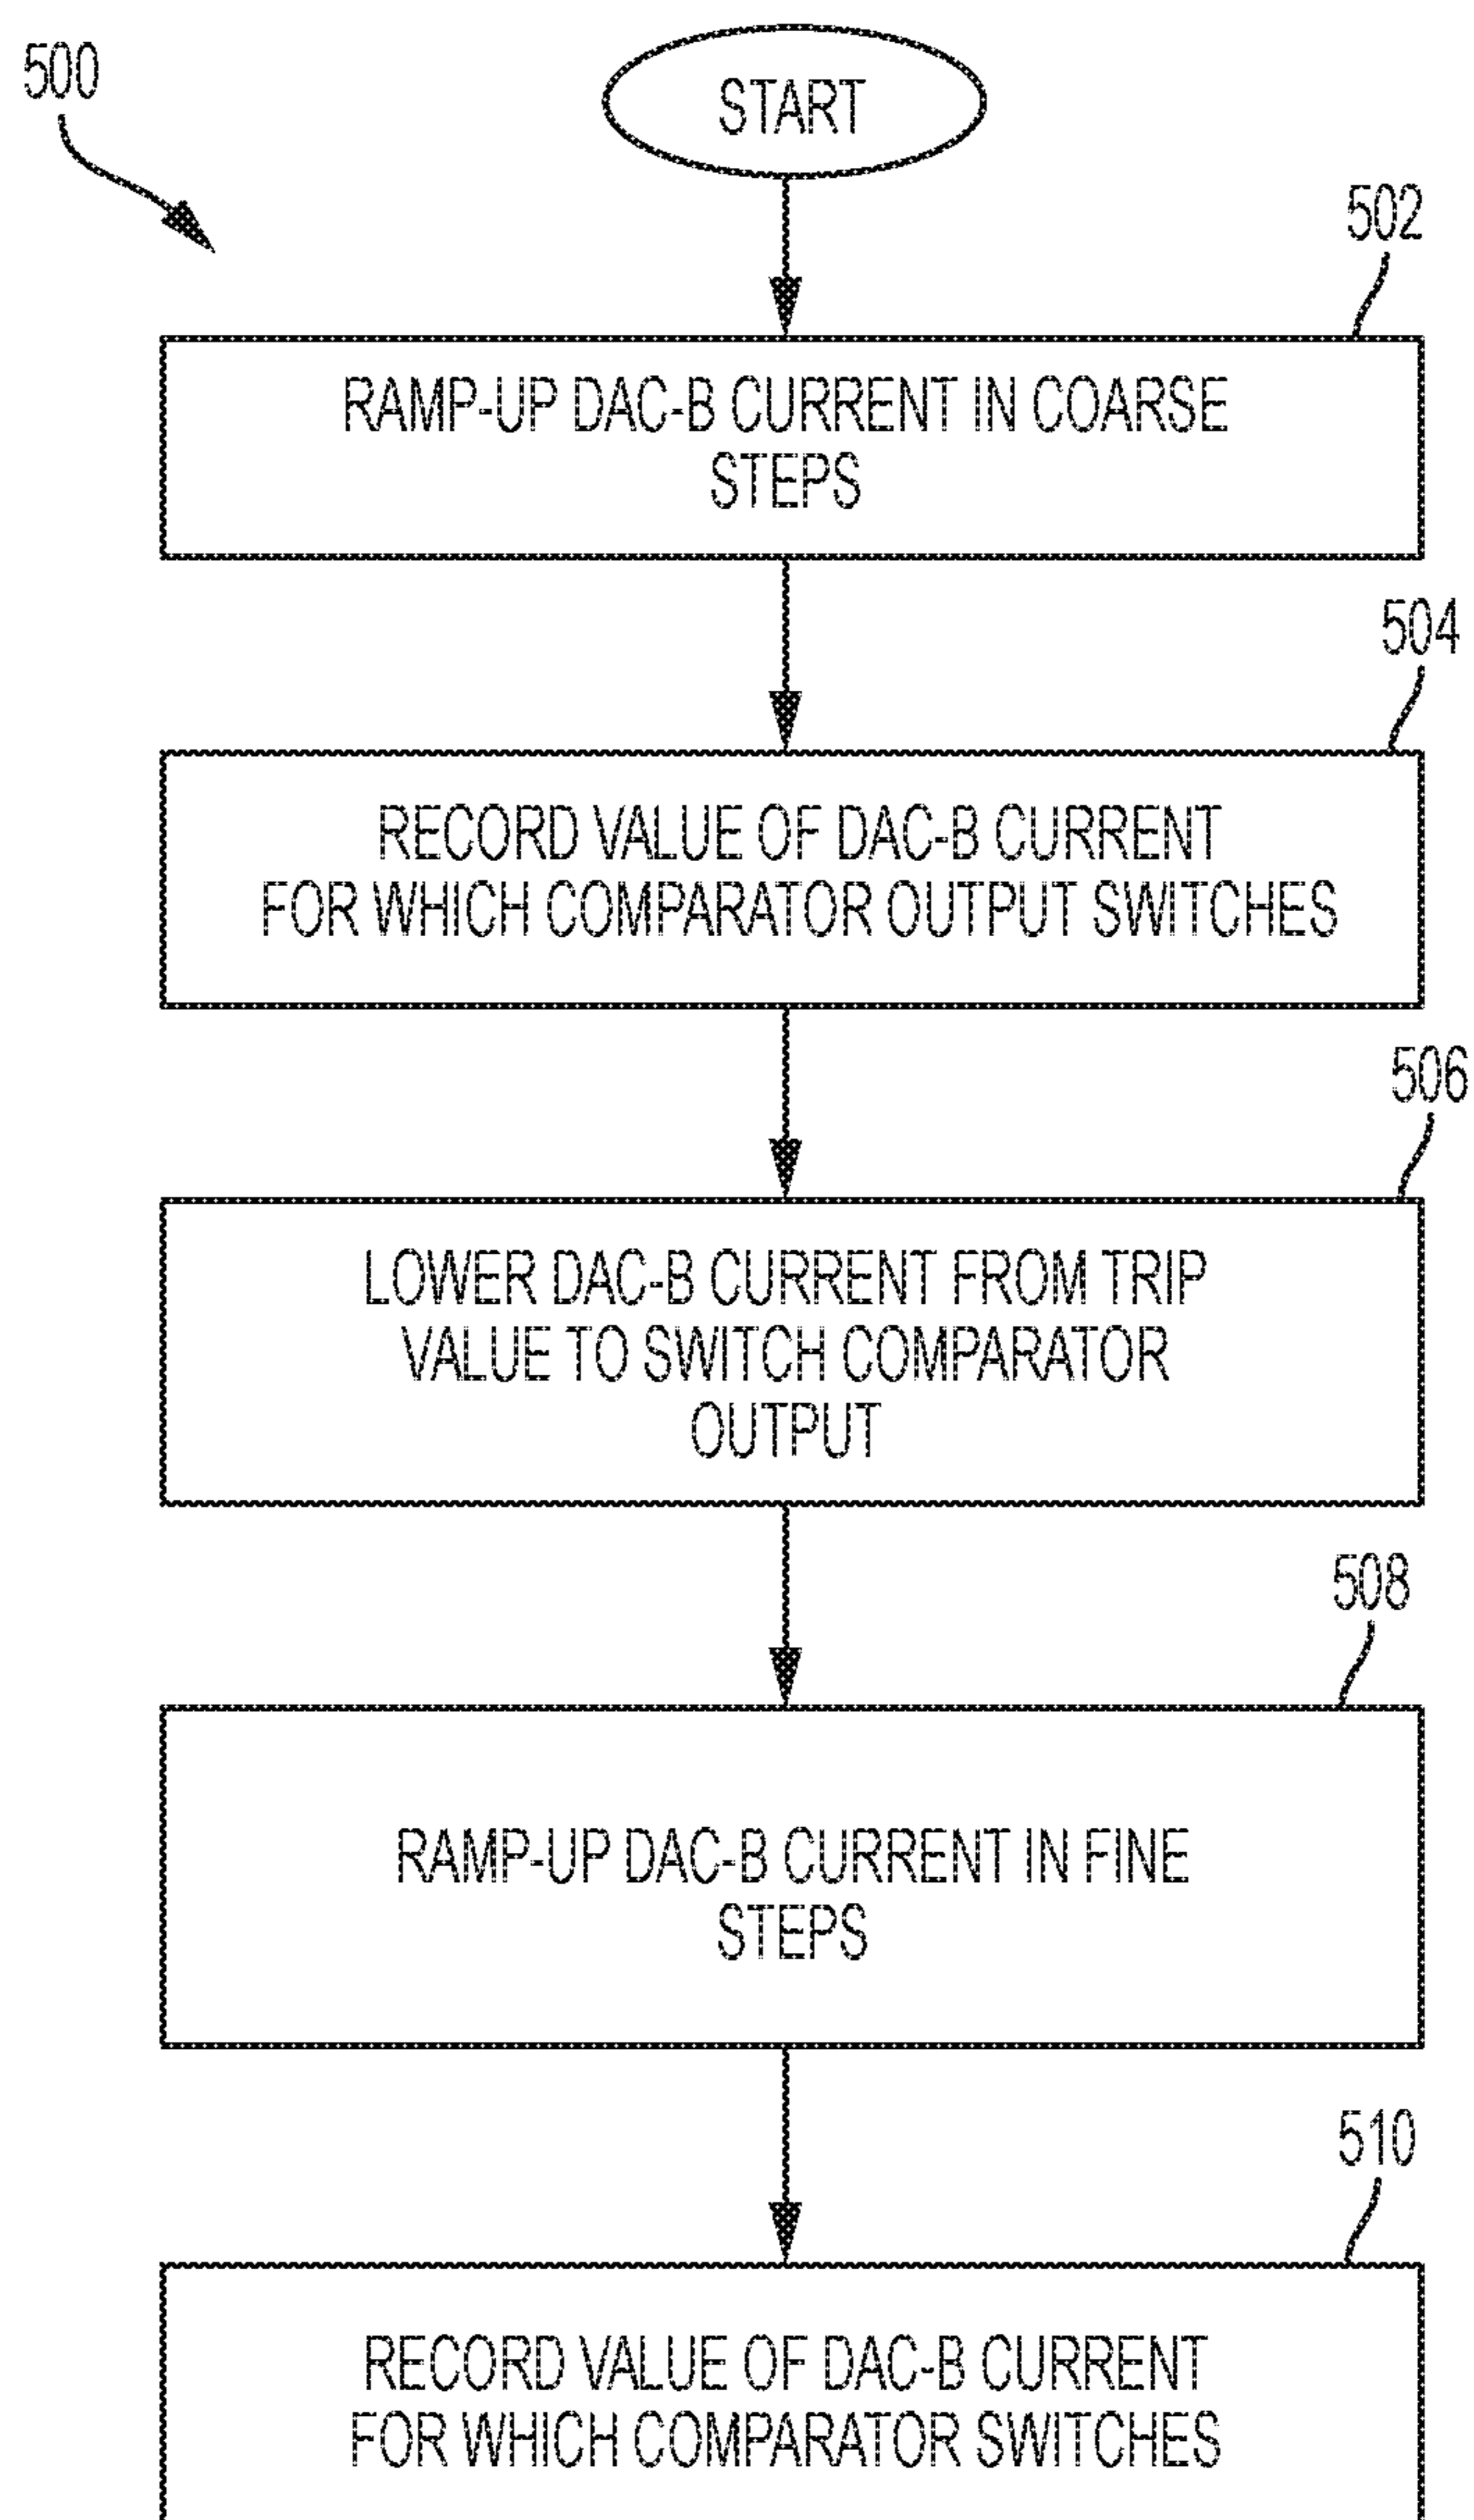 500
START
502
RAMP-UP DAC-B CURRENT IN COARSE
STEPS
504
RECORD VALUE OF DAC-B CURRENT
FOR WHICH COMPARATOR OUTPUT SWITCHES
506
LOWER DAC-B CURRENT FROM TRIP
VALUE TO SWITCH COMPARATOR
OUTPUT
508
RAMP-UP DAC-B CURRENT IN FINE
STEPS
510
RECORD VALUE OF DAC-B CURRENT
FOR WHICH COMPARATOR SWITCHES